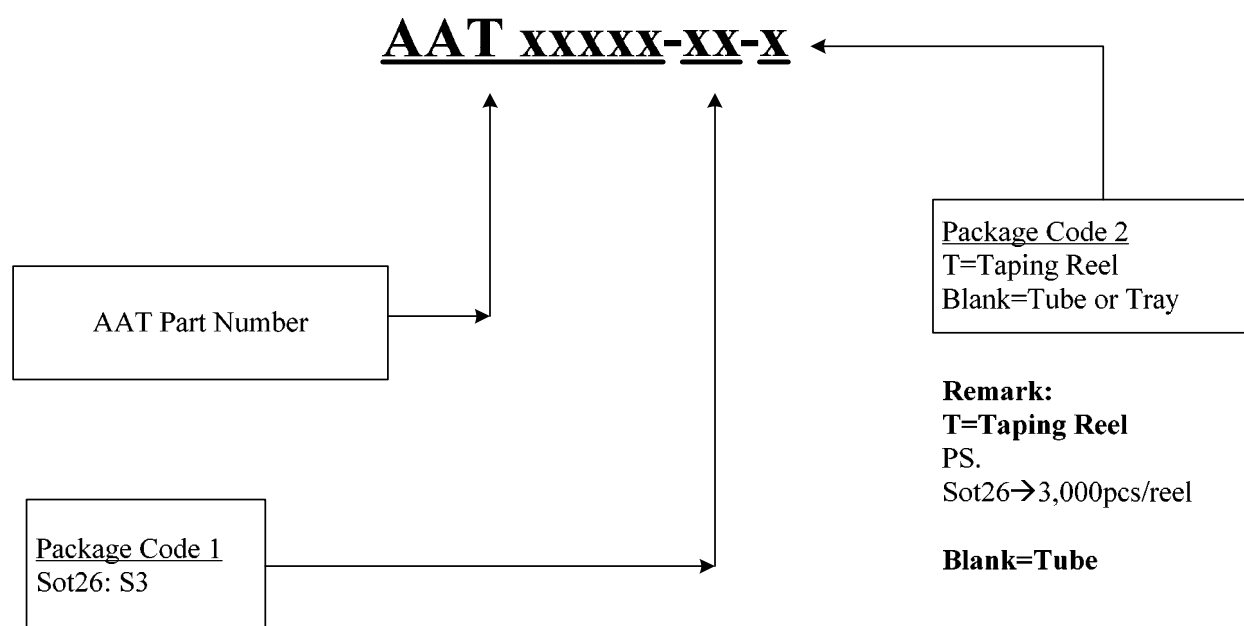 AAT xxxxx-xx-x
Package Code 2
T=Taping Reel
Blank=Tube or Tray
AAT Part Number
Remark:
T=Taping Reel
PS.
Sot26→3,000pcs/reel
Blank=Tube
Package Code 1
Sot26: S3